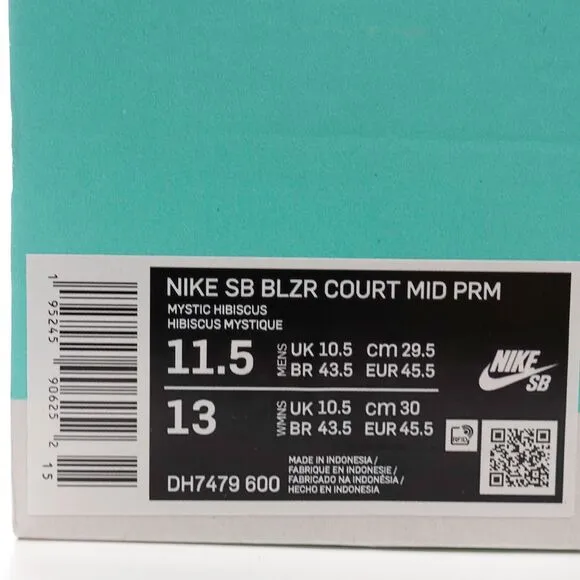 NIKE SB BLZR COURT MID PRM
MYSTIC HIBISCUS
HIBISCUS MYSTIQUE
11.5 MENS UK 10.5 cm 29.5
BR 43.5 EUR 45.5
13 WMNS UK 10.5 cm 30
BR 43.5 EUR 45.5
NIKE
SB
RFID
MADE IN INDONESIA/
FABRIQUE EN INDONESIE/
FABRICADO NA INDONÉSIA/
HECHO EN INDONESIA
DH7479 600
1 95245 90625 2 15